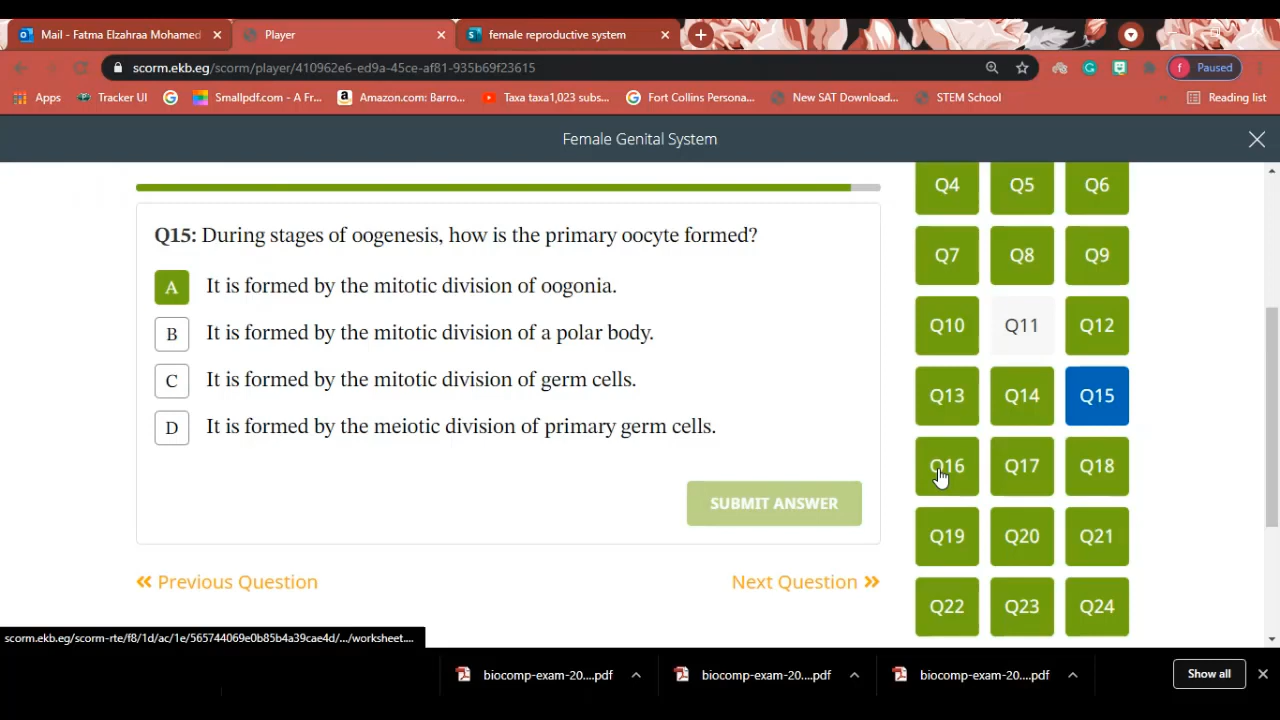 Mail - Fatma Elzahraa Mohamed
Player
female reproductive system
scorm.ekb.eg/scorm/player/410962e6-ed9a-45ce-af81-935b69f23615
f Paused
Apps
Tracker UI
Smallpdf.com - A Fr...
Amazon.com: Barro...
Taxa taxa1,023 subs...
Fort Collins Persona...
New SAT Download...
STEM School
Reading list
Female Genital System
Q4 Q5 Q6
Q15: During stages of oogenesis, how is the primary oocyte formed?
A It is formed by the mitotic division of oogonia.
B It is formed by the mitotic division of a polar body.
C It is formed by the mitotic division of germ cells.
D It is formed by the meiotic division of primary germ cells.
SUBMIT ANSWER
Previous Question
Next Question
Q7 Q8 Q9
Q10 Q11 Q12
Q13 Q14 Q15
Q16 Q17 Q18
Q19 Q20 Q21
Q22 Q23 Q24
scorm.ekb.eg/scorm-rte/f8/1d/ac/1e/565744069e0b85b4a39cae4d/.../worksheet....
biocomp-exam-20....pdf
biocomp-exam-20....pdf
biocomp-exam-20....pdf
Show all